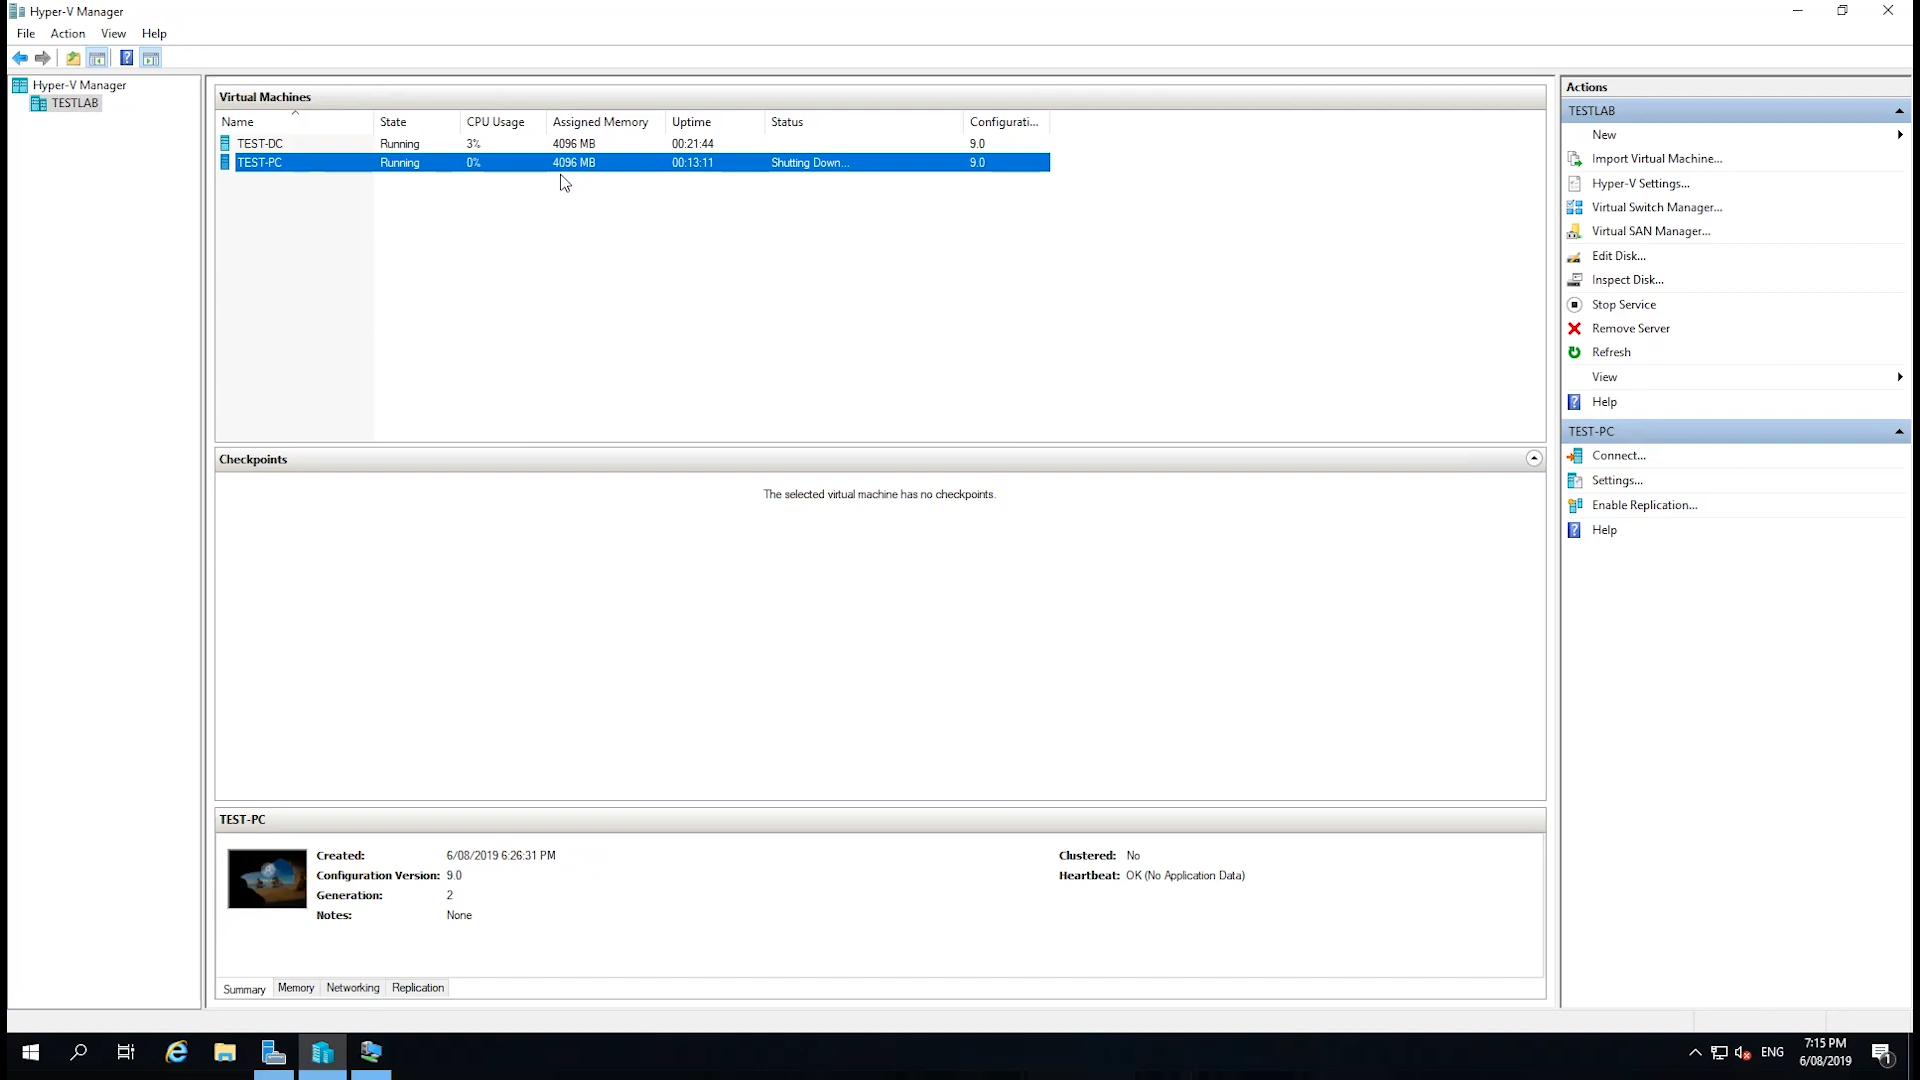 Hyper-V Manager
File Action View Help
Hyper-V Manager
TESTLAB
Virtual Machines
Name State CPU Usage Assigned Memory Uptime Status Configurati...
TEST-DC Running 3% 4096 MB 00:21:44 9.0
TEST-PC Running 0% 4096 MB 00:13:11 Shutting Down... 9.0
Checkpoints
The selected virtual machine has no checkpoints.
TEST-PC
Created: 6/08/2019 6:26:31 PM Clustered: No
Configuration Version: 9.0 Heartbeat: OK (No Application Data)
Generation: 2
Notes: None
Summary Memory Networking Replication
Actions
TESTLAB
New
Import Virtual Machine...
Hyper-V Settings...
Virtual Switch Manager...
Virtual SAN Manager...
Edit Disk...
Inspect Disk...
Stop Service
Remove Server
Refresh
View
Help
TEST-PC
Connect...
Settings...
Enable Replication...
Help
ENG
7:15 PM
6/08/2019
1